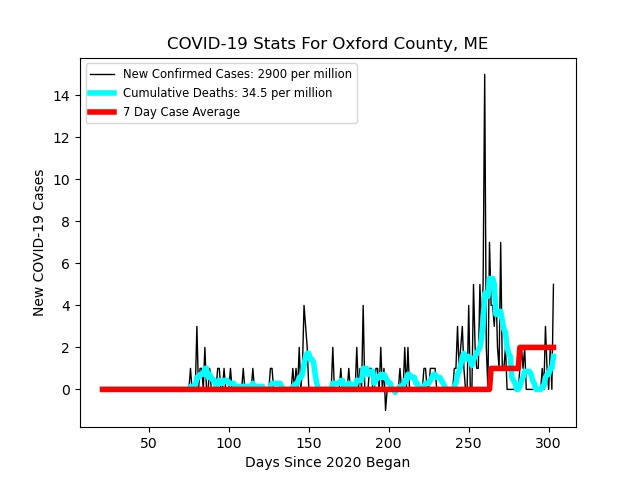 COVID-19 Stats For Oxford County, ME
New Confirmed Cases: 2900 per million
Cumulative Deaths: 34.5 per million
7 Day Case Average
New COVID-19 Cases
14
12
10
8
6
4
2
0
50
100
150
200
250
300
Days Since 2020 Began